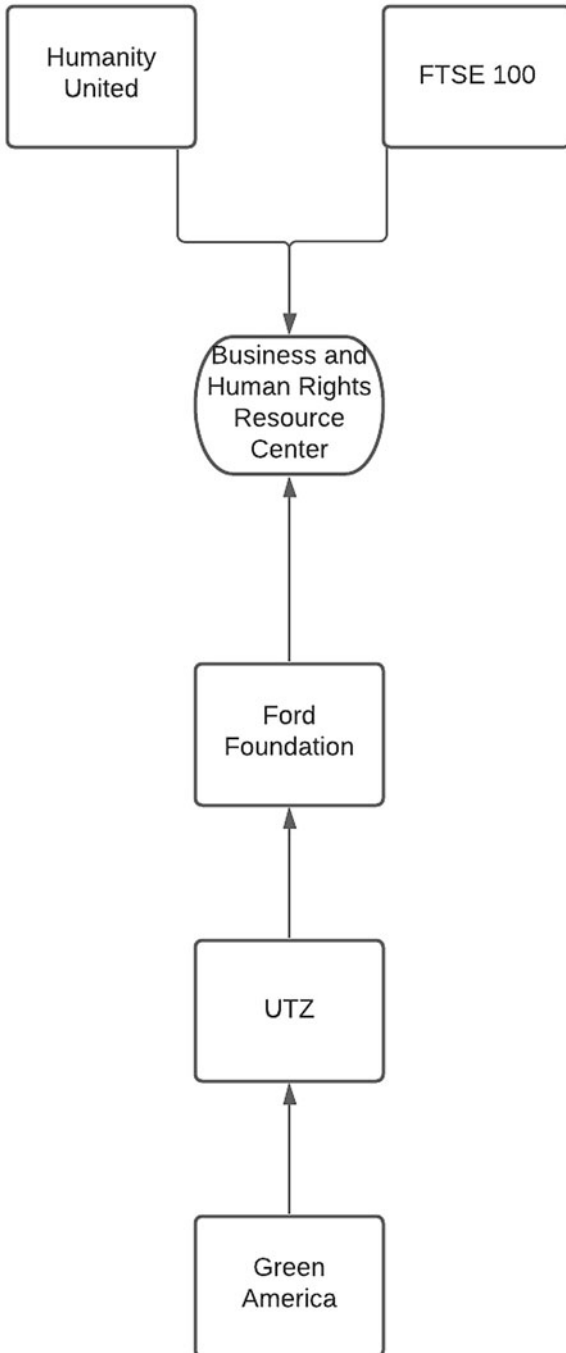 Humanity
United
FTSE 100
Business and
Human Rights
Resource
Center
Ford
Foundation
UTZ
Green
America